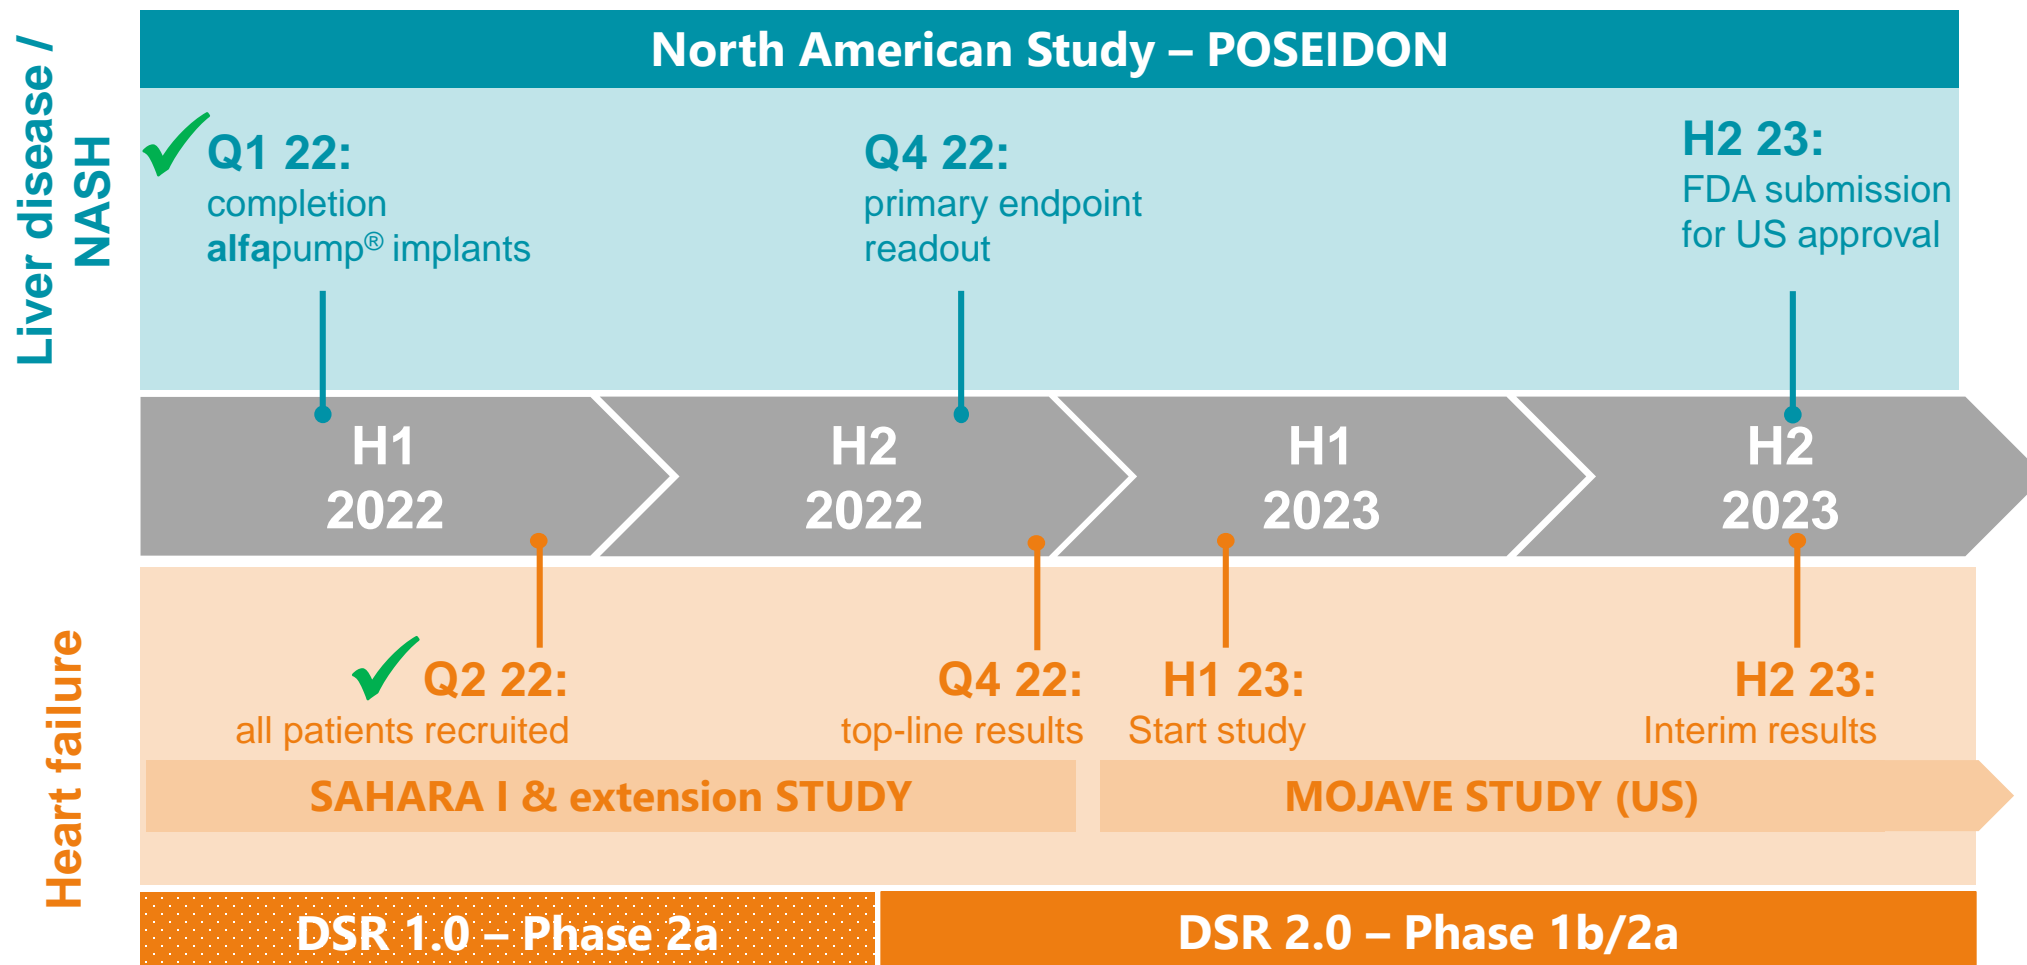 Liver disease /
NASH
North American Study – POSEIDON
Q1 22:
completion
alfapump® implants
Q4 22:
primary endpoint
readout
H2 23:
FDA submission
for US approval
H1
2022
H2
2022
H1
2023
H2
2023
Heart failure
Q2 22:
all patients recruited
Q4 22:
top-line results
H1 23:
Start study
H2 23:
Interim results
SAHARA I & extension STUDY
MOJAVE STUDY (US)
DSR 1.0 – Phase 2a
DSR 2.0 – Phase 1b/2a